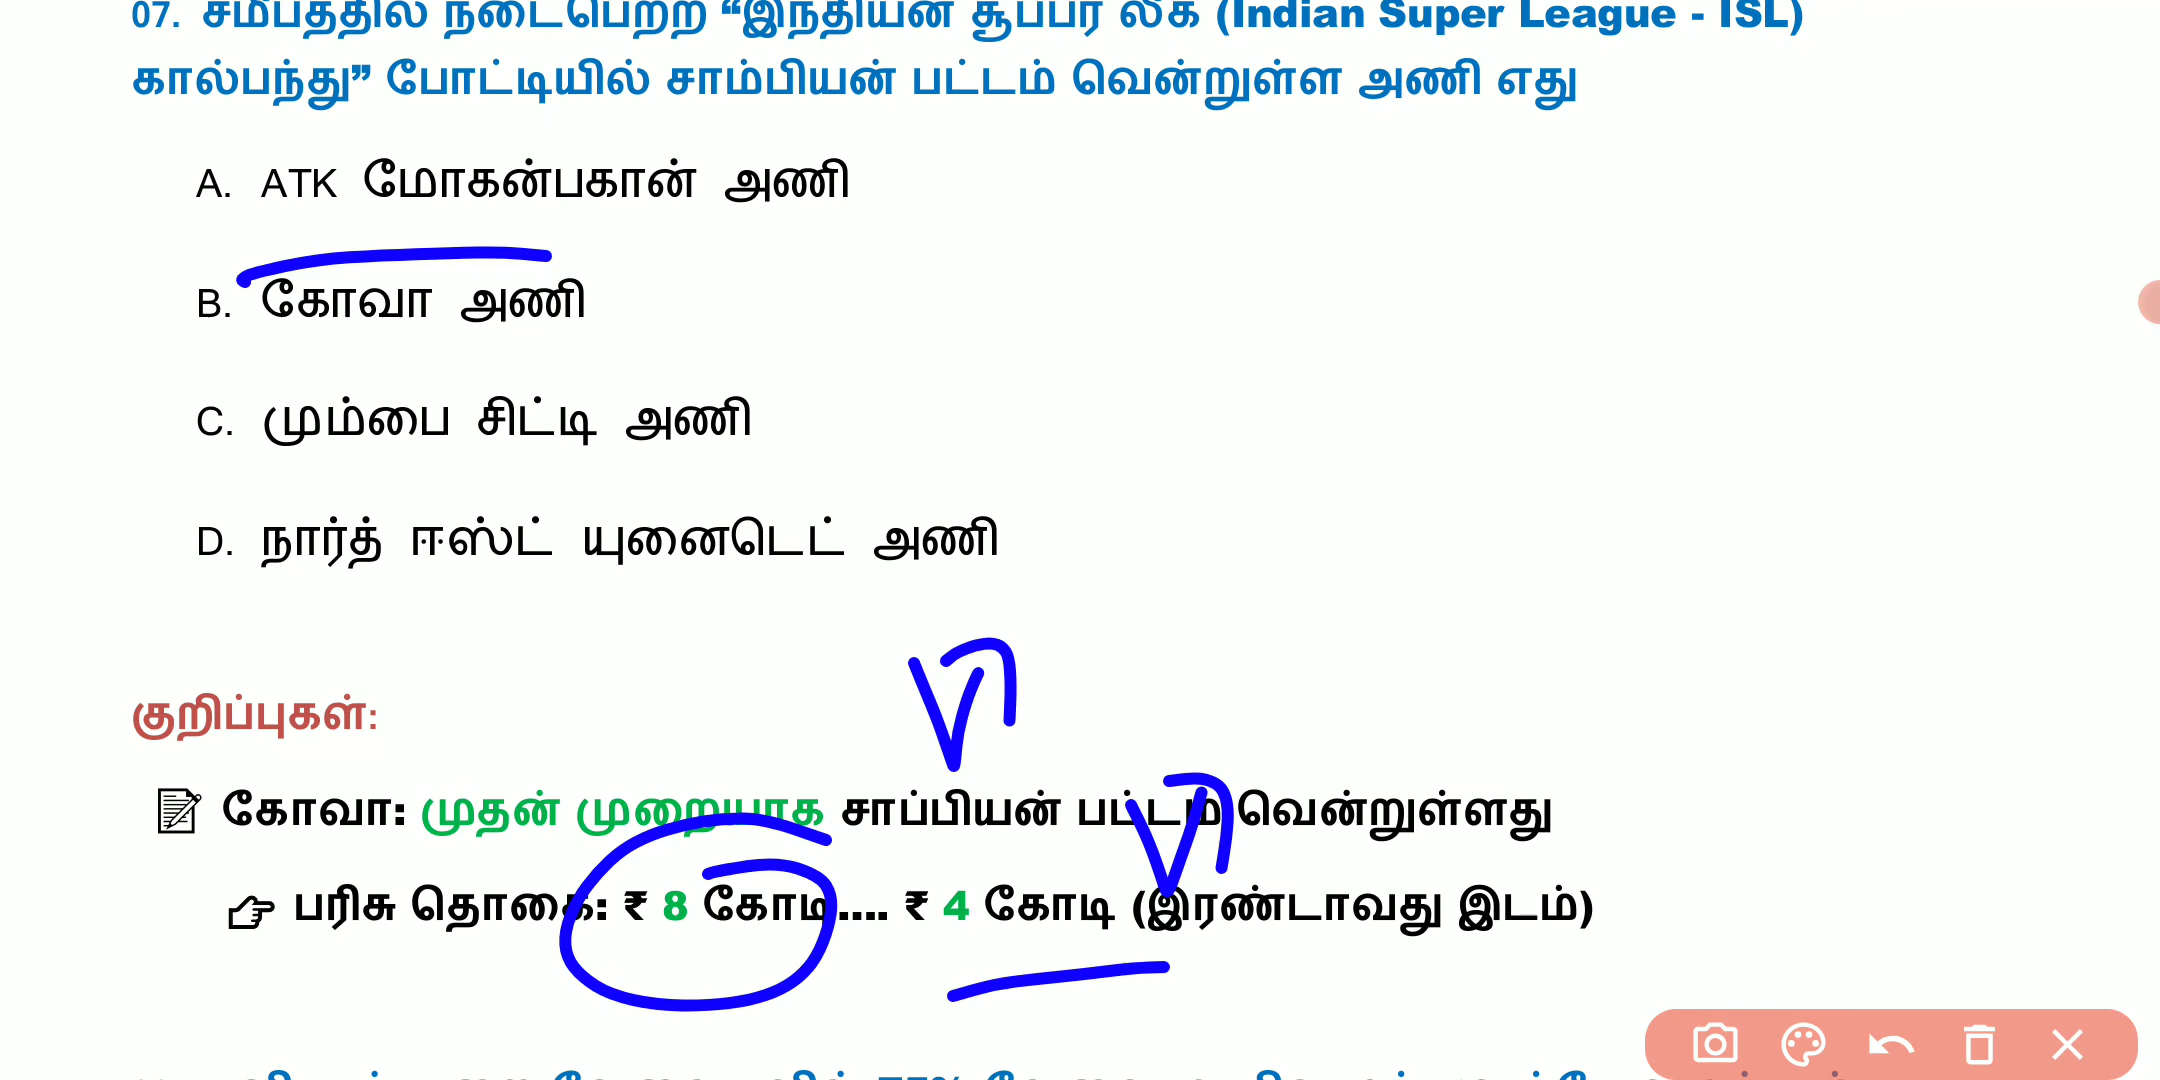 07. சமீபத்தில் நடைபெற்ற “இந்தியன் சூப்பர் லீக் (Indian Super League - ISL)
கால்பந்து” போட்டியில் சாம்பியன் பட்டம் வென்றுள்ள அணி எது
A. ATK மோகன்பகான் அணி
B. கோவா அணி
C. மும்பை சிட்டி அணி
D. நார்த் ஈஸ்ட் யுனைடெட் அணி
குறிப்புகள்:
கோவா: முதன் முறையாக சாப்பியன் பட்டம் வென்றுள்ளது
பரிசு தொகை: ₹ 8 கோடி.... ₹ 4 கோடி (இரண்டாவது இடம்)